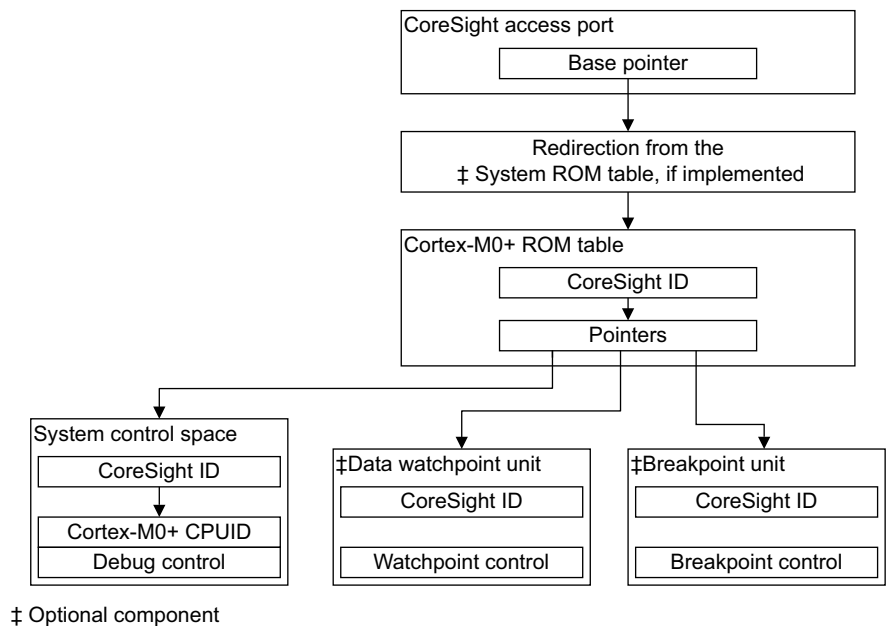 CoreSight access port
Base pointer
Redirection from the
‡ System ROM table, if implemented
Cortex-M0+ ROM table
CoreSight ID
Pointers
System control space
CoreSight ID
Cortex-M0+ CPUID
Debug control
‡Data watchpoint unit
CoreSight ID
Watchpoint control
‡Breakpoint unit
CoreSight ID
Breakpoint control
‡ Optional component